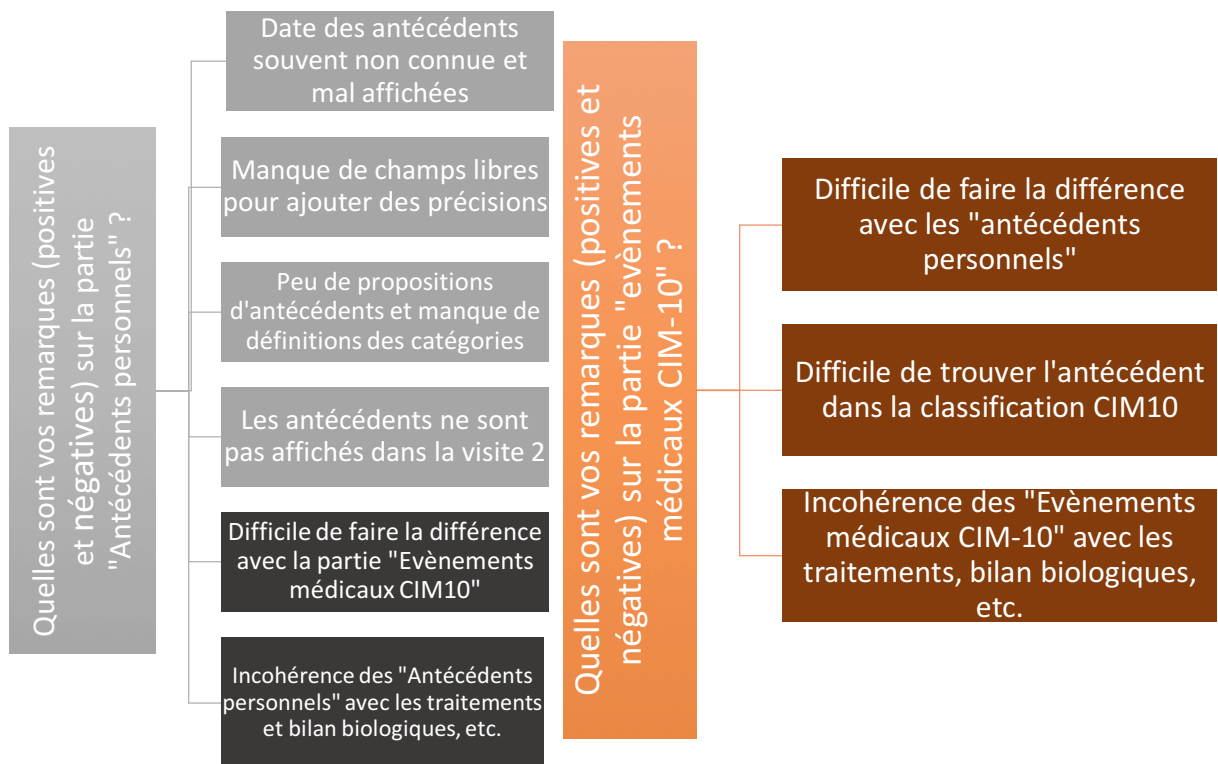 Quelles sont vos remarques (positives
et négatives) sur la partie
"Antécédents personnels" ?
Date des antécédents
souvent non connue et
mal affichées
Manque de champs libres
pour ajouter des précisions
Peu de propositions
d'antécédents et manque de
définitions des catégories
Les antécédents ne sont
pas affichés dans la visite 2
Difficile de faire la différence
avec la partie "Evènements
médicaux CIM10"
Incohérence des "Antécédents
personnels" avec les traitements
et bilan biologiques, etc.
Quelles sont vos remarques (positives et
négatives) sur la partie "evènements
médicaux CIM-10" ?
Difficile de faire la différence
avec les "antécédents
personnels"
Difficile de trouver l'antécédent
dans la classification CIM10
Incohérence des "Evènements
médicaux CIM-10" avec les
traitements, bilan biologiques,
etc.